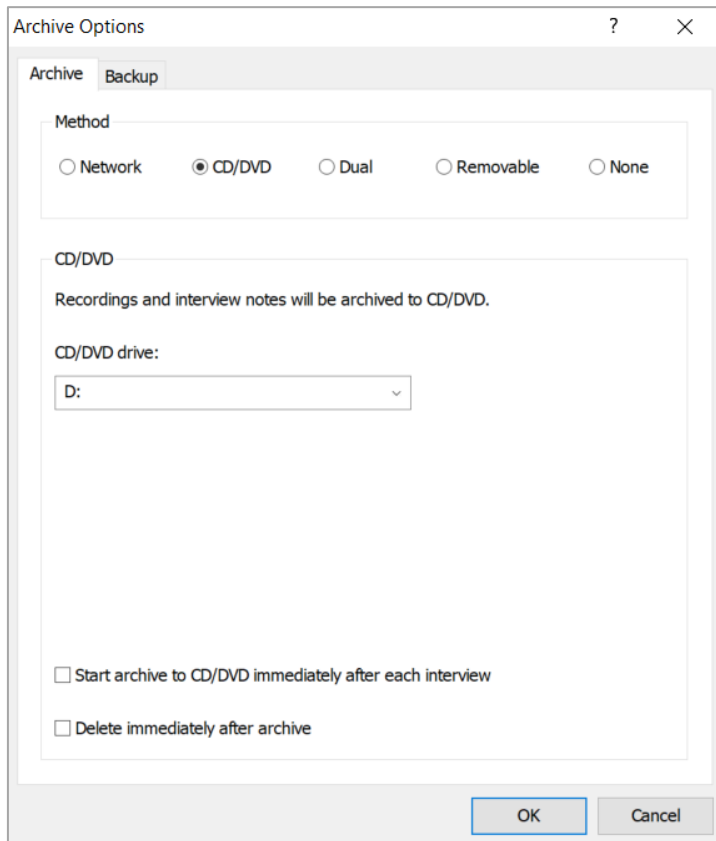 Archive Options ?
Archive Backup
Method
Network CD/DVD Dual Removable None
CD/DVD
Recordings and interview notes will be archived to CD/DVD.
CD/DVD drive:
D:
Start archive to CD/DVD immediately after each interview
Delete immediately after archive
OK Cancel